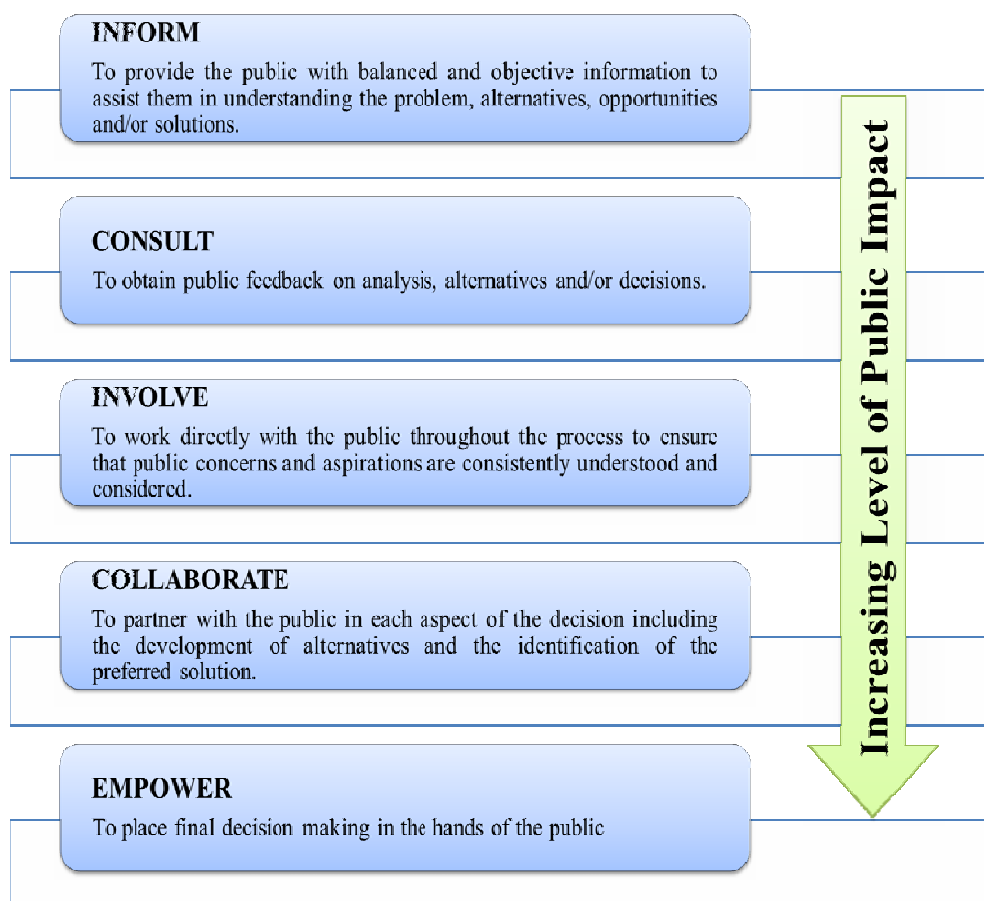 INFORM
To provide the public with balanced and objective information to
assist them in understanding the problem, alternatives, opportunities
and/or solutions.
CONSULT
To obtain public feedback on analysis, alternatives and/or decisions.
INVOLVE
To work directly with the public throughout the process to ensure
that public concerns and aspirations are consistently understood and
considered.
COLLABORATE
To partner with the public in each aspect of the decision including
the development of alternatives and the identification of the
preferred solution.
EMPOWER
To place final decision making in the hands of the public
Increasing Level of Public Impact